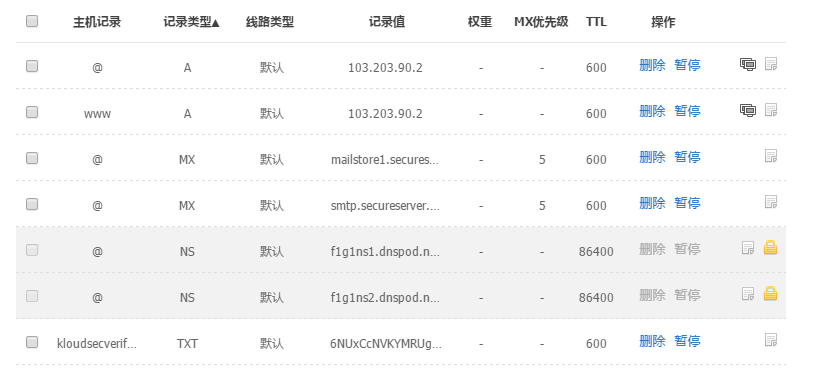 主机记录 记录类型▲ 线路类型 记录值 权重 MX优先级 TTL 操作
@ A 默认 103.203.90.2 - - 600 删除 暂停
www A 默认 103.203.90.2 - - 600 删除 暂停
@ MX 默认 mailstore1.secures... - 5 600 删除 暂停
@ MX 默认 smtp.secureserver.... - 5 600 删除 暂停
@ NS 默认 f1g1ns1.dnspod.n... - - 86400 删除 暂停
@ NS 默认 f1g1ns2.dnspod.n... - - 86400 删除 暂停
kloudsecverif... TXT 默认 6NUxCcNVKYMRUg... - - 600 删除 暂停